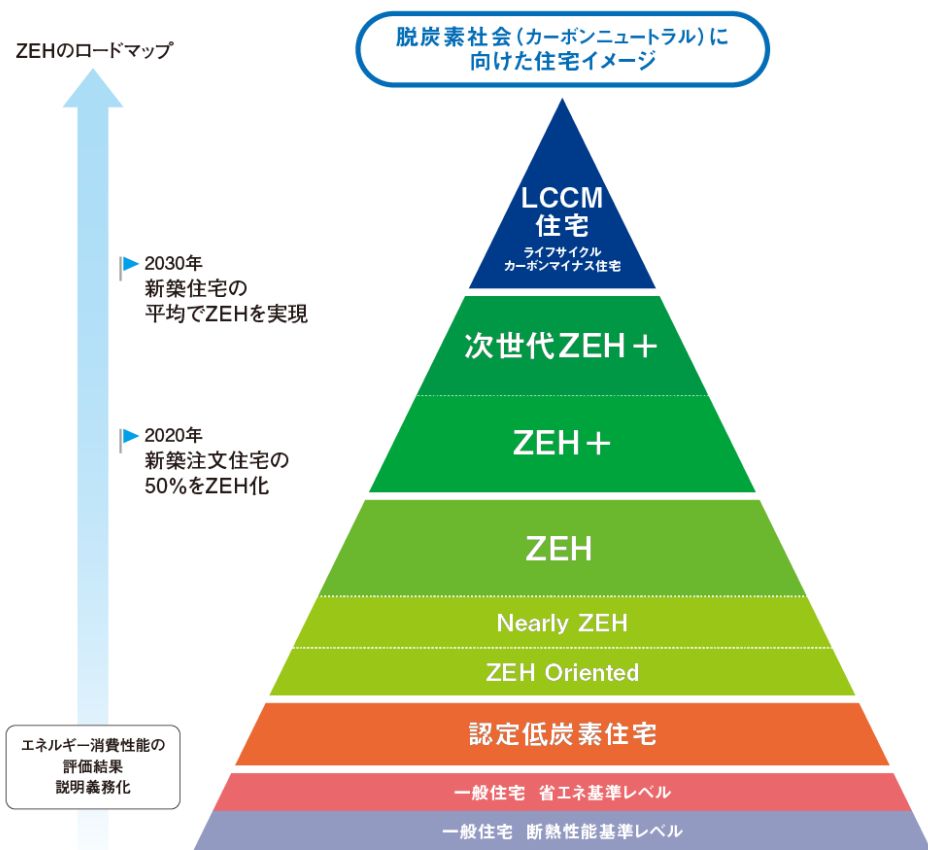 ZEHのロードマップ
脱炭素社会(カーボンニュートラル)に
向けた住宅イメージ
2030年
新築住宅の
平均でZEHを実現
2020年
新築注文住宅の
50%をZEH化
エネルギー消費性能の
評価結果
説明義務化
LCCM
住宅
ライフサイクル
カーボンマイナス住宅
次世代ZEH+
ZEH+
ZEH
Nearly ZEH
ZEH Oriented
認定低炭素住宅
一般住宅 省エネ基準レベル
一般住宅 断熱性能基準レベル